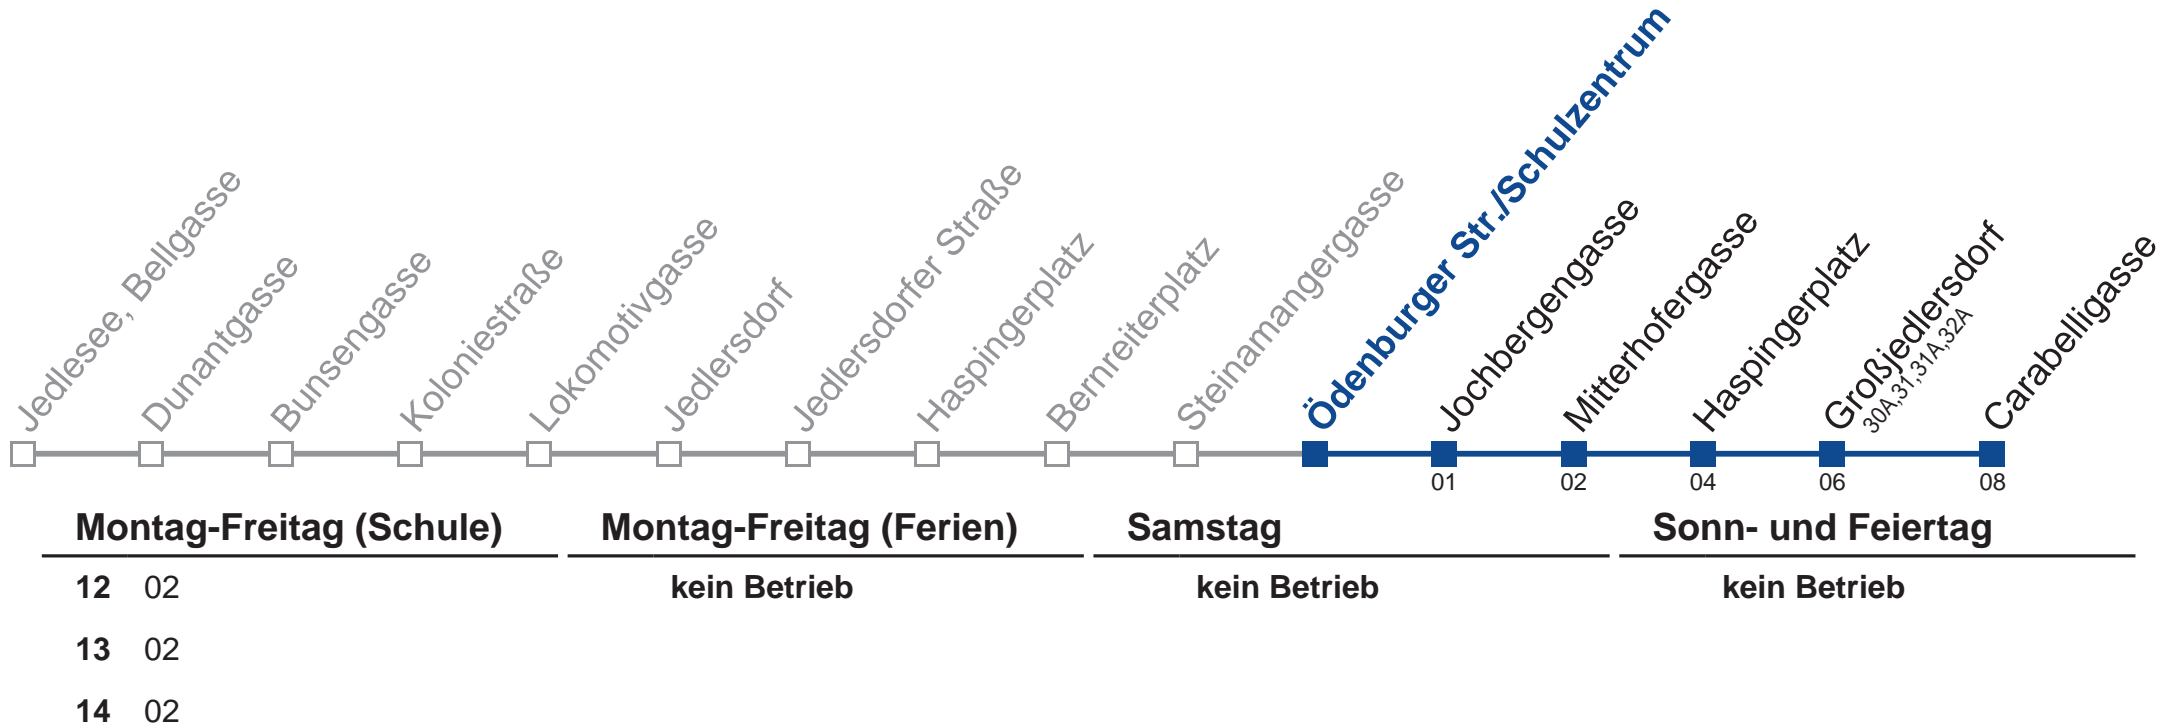 Jedlesee, Bellgasse
Dunantgasse
Bunsengasse
Koloniestraße
Lokomotivgasse
Jedlersdorf
Jedlersdorfer Straße
Haspingerplatz
Bernreiterplatz
Steinamangergasse
Ödenburger Str./Schulzentrum
Jochbergengasse
Mitterhofergasse
Haspingerplatz
Großjedlersdorf
30A,31,31A,32A
Carabelligasse
01 02 04 06 08
Montag-Freitag (Schule) Montag-Freitag (Ferien) Samstag Sonn- und Feiertag
12 02 kein Betrieb kein Betrieb kein Betrieb
13 02
14 02